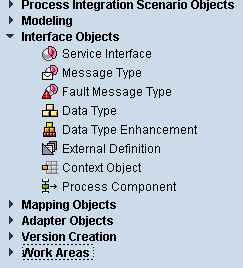 Process Integration Scenario Objects
Modeling
Interface Objects
Service Interface
Message Type
Fault Message Type
Data Type
Data Type Enhancement
External Definition
Context Object
Process Component
Mapping Objects
Adapter Objects
Version Creation
Work Areas